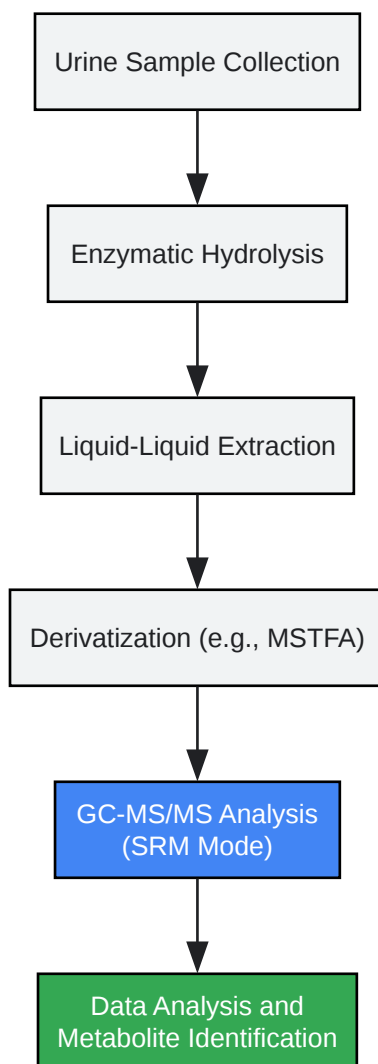 Urine Sample Collection
Enzymatic Hydrolysis
Liquid-Liquid Extraction
Derivatization (e.g., MSTFA)
GC-MS/MS Analysis
(SRM Mode)
Data Analysis and
Metabolite Identification